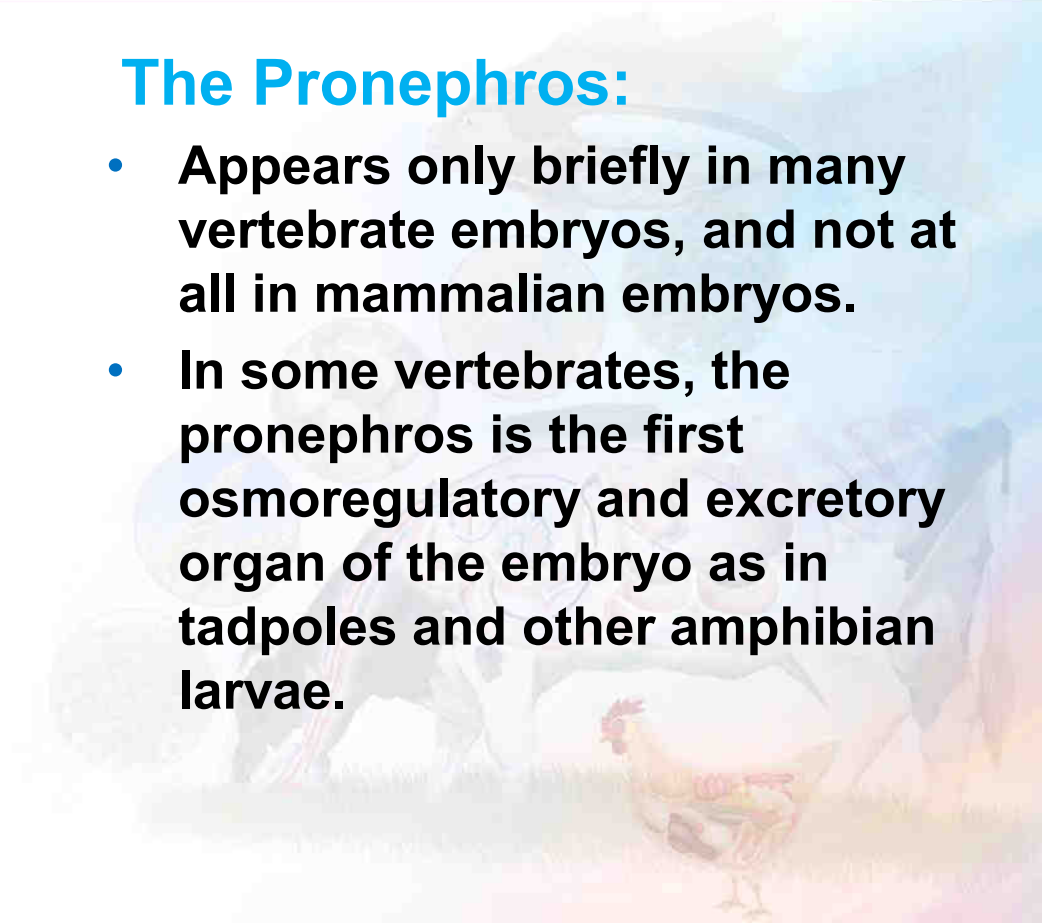 The Pronephros:
• Appears only briefly in many
vertebrate embryos, and not at
all in mammalian embryos.
• In some vertebrates, the
pronephros is the first
osmoregulatory and excretory
organ of the embryo as in
tadpoles and other amphibian
larvae.